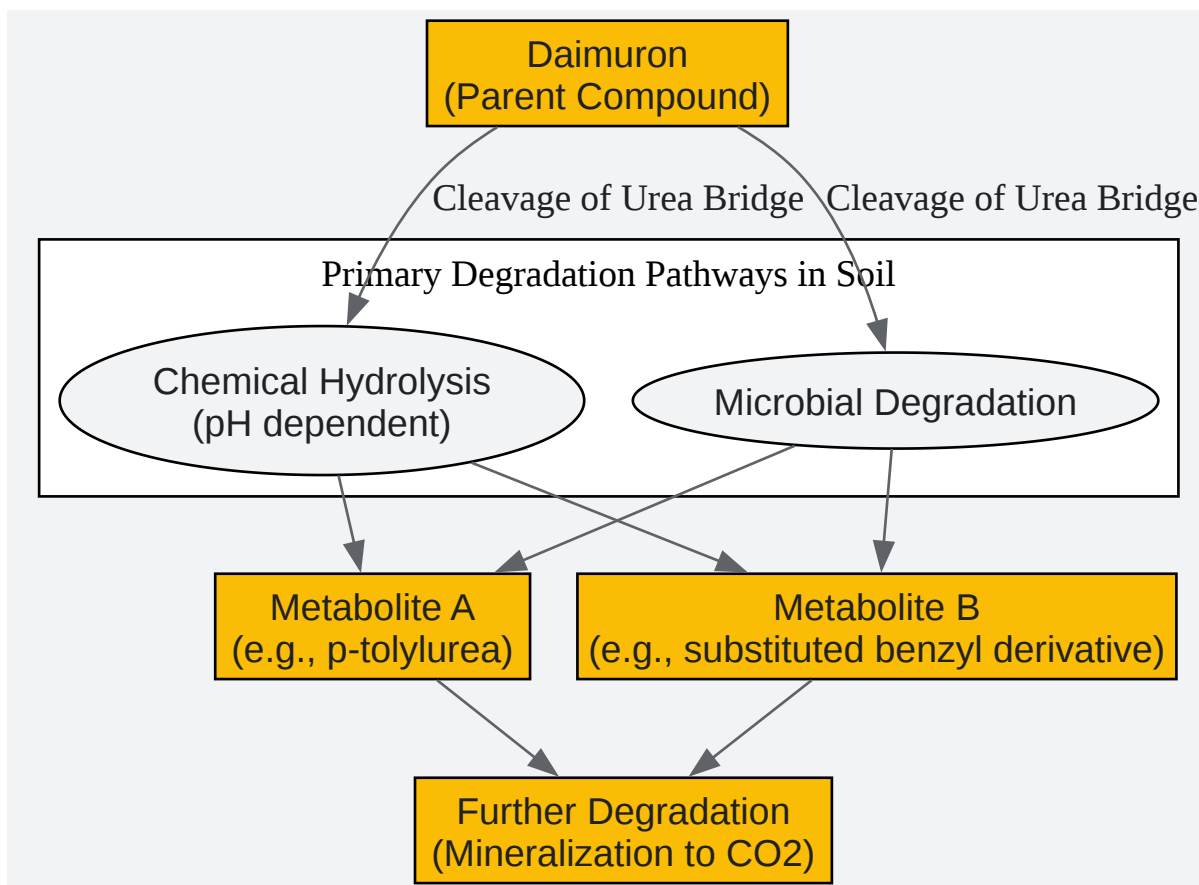 Daimuron
(Parent Compound)
Cleavage of Urea Bridge
Cleavage of Urea Bridge
Primary Degradation Pathways in Soil
Chemical Hydrolysis
(pH dependent)
Microbial Degradation
Metabolite A
(e.g., p-tolylurea)
Metabolite B
(e.g., substituted benzyl derivative)
Further Degradation
(Mineralization to CO2)